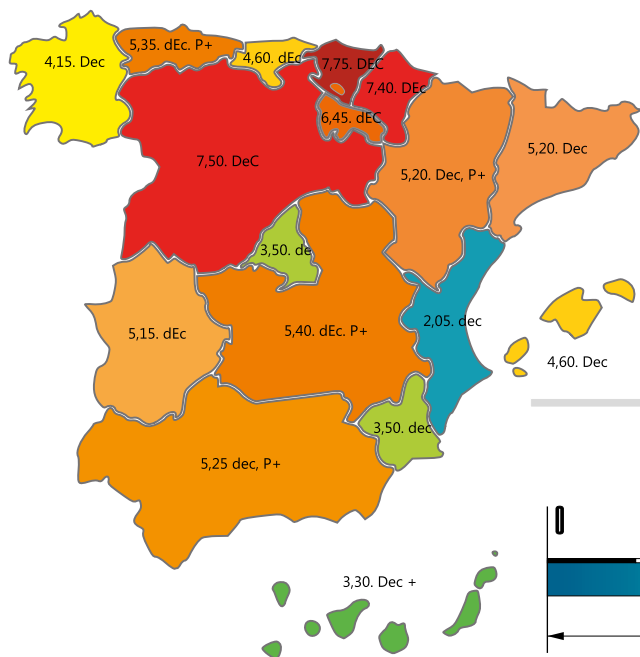 5,35. dEc. P+
4,15. Dec
4,60. dEc
7,75. DEC
7,40. DEc
6,45. dEC
7,50. DeC
5,20. Dec, P+
5,20. Dec
3,50. de
5,15. dEc
5,40. dEc. P+
2,05. dec
4,60. Dec
3,50. dec
5,25 dec, P+
3,30. Dec +
0